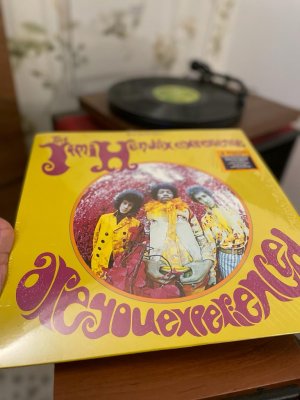 The
Jimi Hendrix experience
are you experienced